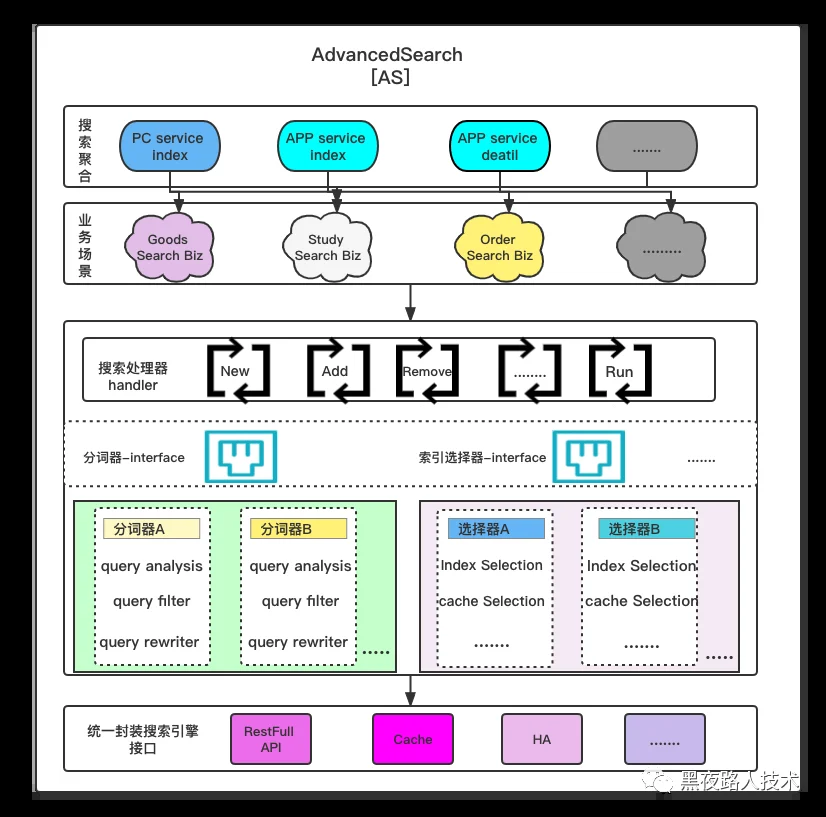 AdvancedSearch
[AS]
搜索聚合
PC service
index
APP service
index
APP service
deatil
.......
业务场景
Goods
Search Biz
Study
Search Biz
Order
Search Biz
.........
搜索处理器
handler
New
Add
Remove
........
Run
分词器-interface
索引选择器-interface
.......
分词器A
query analysis
query filter
query rewriter
分词器B
query analysis
query filter
query rewriter
.....
选择器A
Index Selection
cache Selection
.......
选择器B
Index Selection
cache Selection
.......
.....
统一封装搜索引擎
接口
RestFull
API
Cache
HA
.......
黑夜路人技术